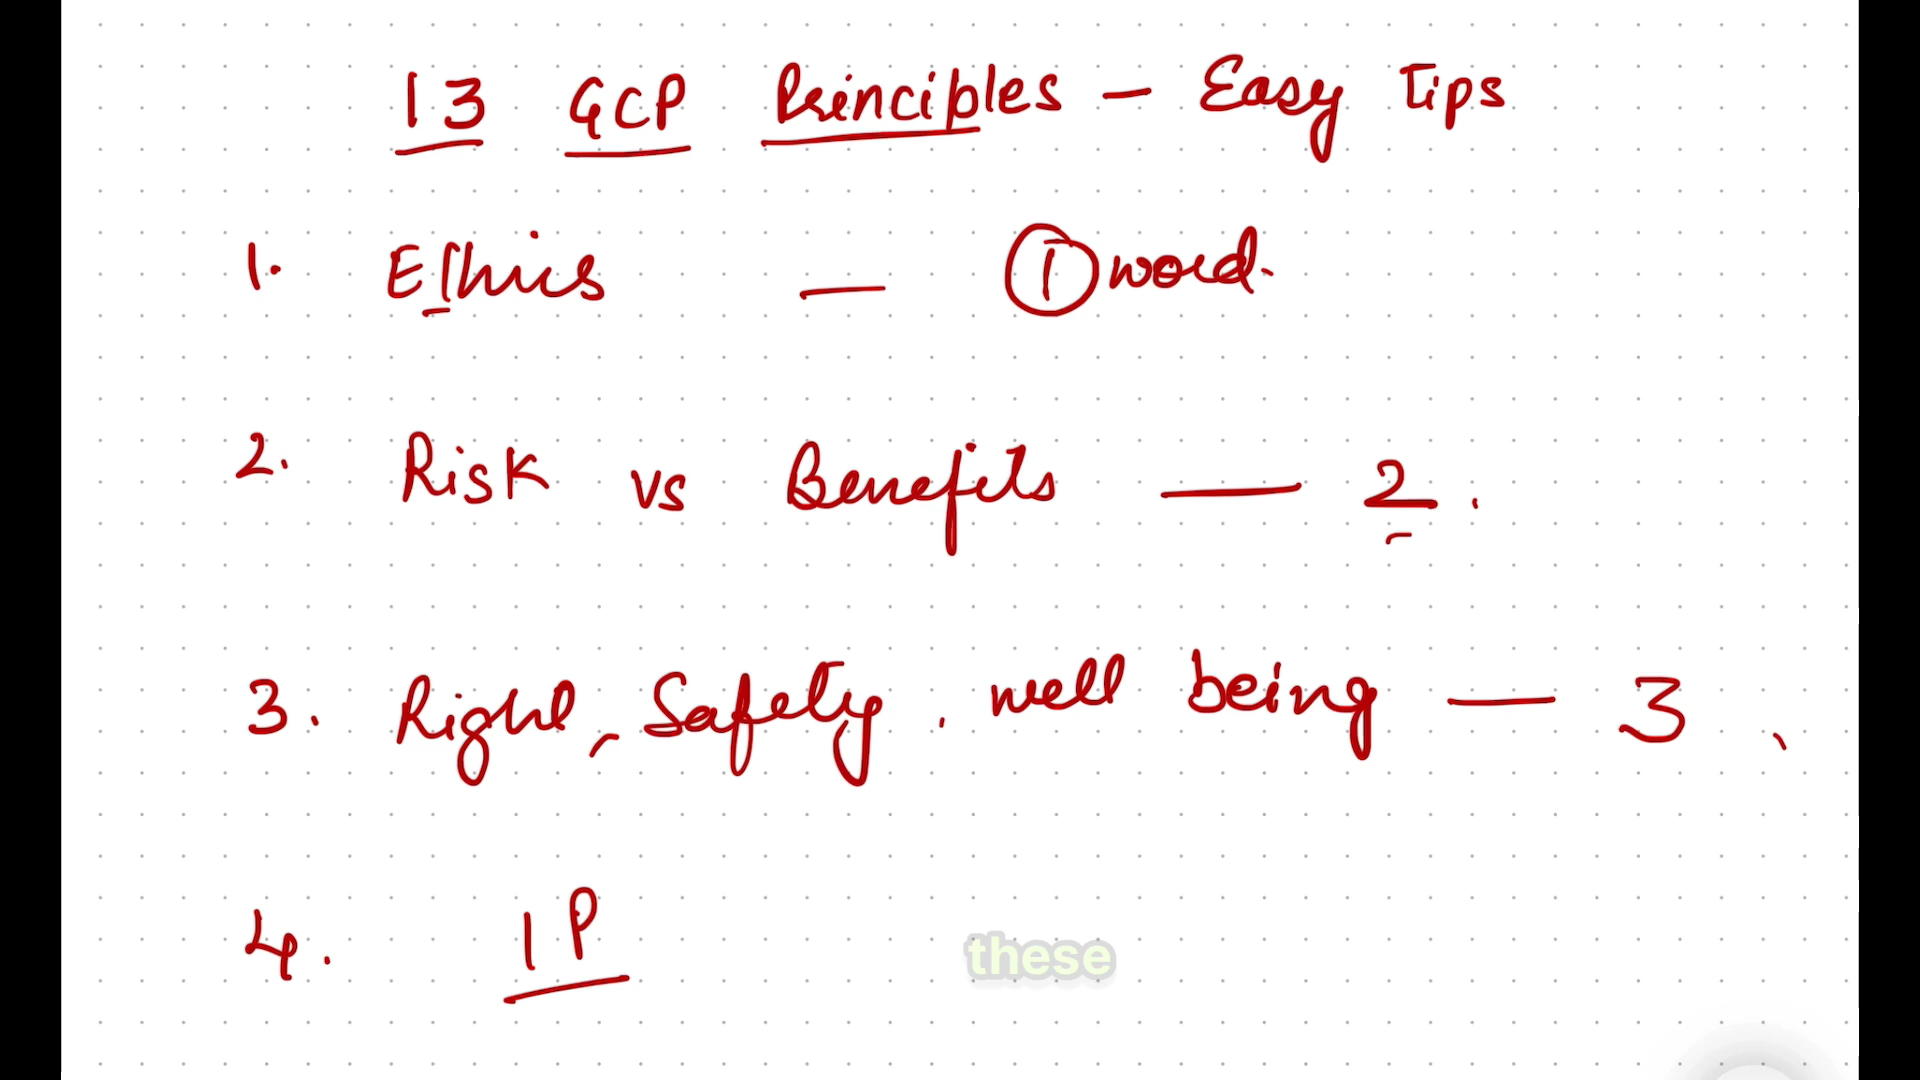 13 GCP Principles - Easy Tips
1. Ethics — 1 word.
2. Risk vs Benefits — 2.
3. Right, Safety, well being — 3,
4. IP
these